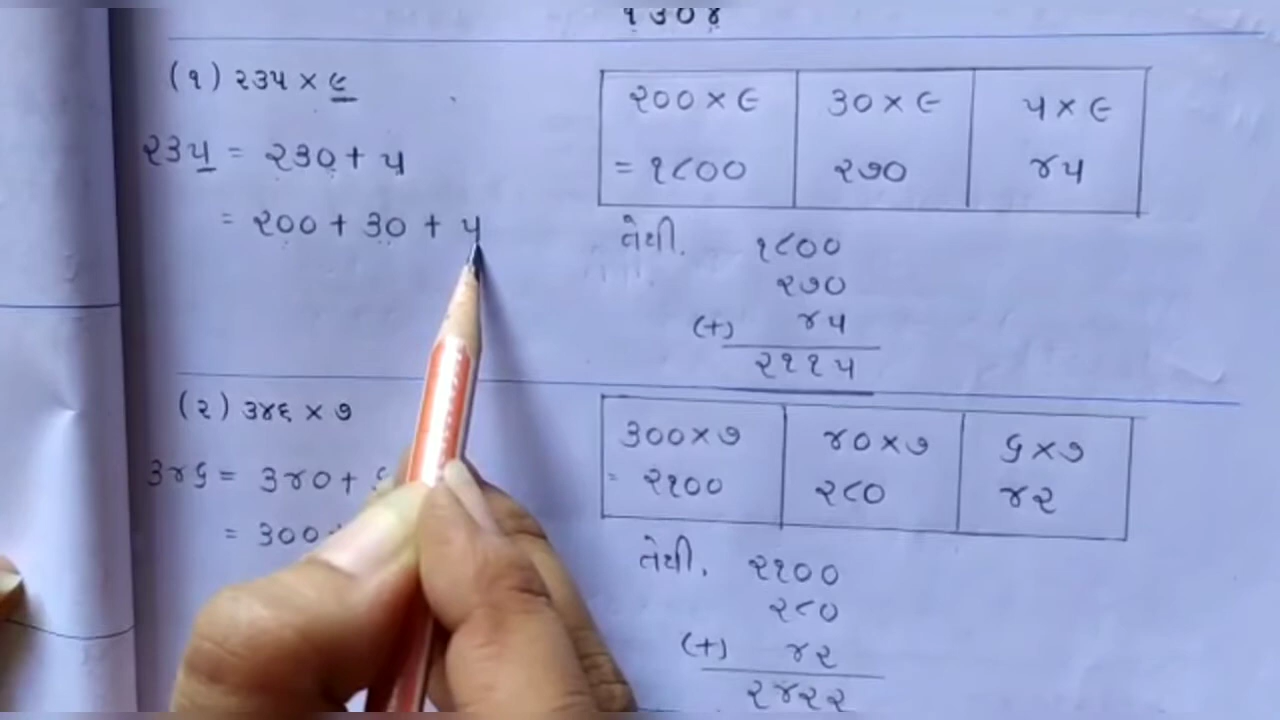 ૧૩૦૪
(૧) ૨૩૫ × ૯
૨૩૫ = ૨૩૦ + ૫
= ૨૦૦ + ૩૦ + ૫
૨૦૦ × ૯ ૩૦ × ૯ ૫ × ૯
= ૧૮૦૦ ૨૭૦ ૪૫
તેથી. ૧૮૦૦
૨૭૦
(+) ૪૫
૨૧૧૫
(૨) ૩૪૬ × ૭
૩૪૬ = ૩૪૦ + ૬
= ૩૦૦
૩૦૦ × ૭ ૪૦ × ૭ ૬ × ૭
= ૨૧૦૦ ૨૮૦ ૪૨
તેથી. ૨૧૦૦
૨૮૦
(+) ૪૨
૨૪૨૨